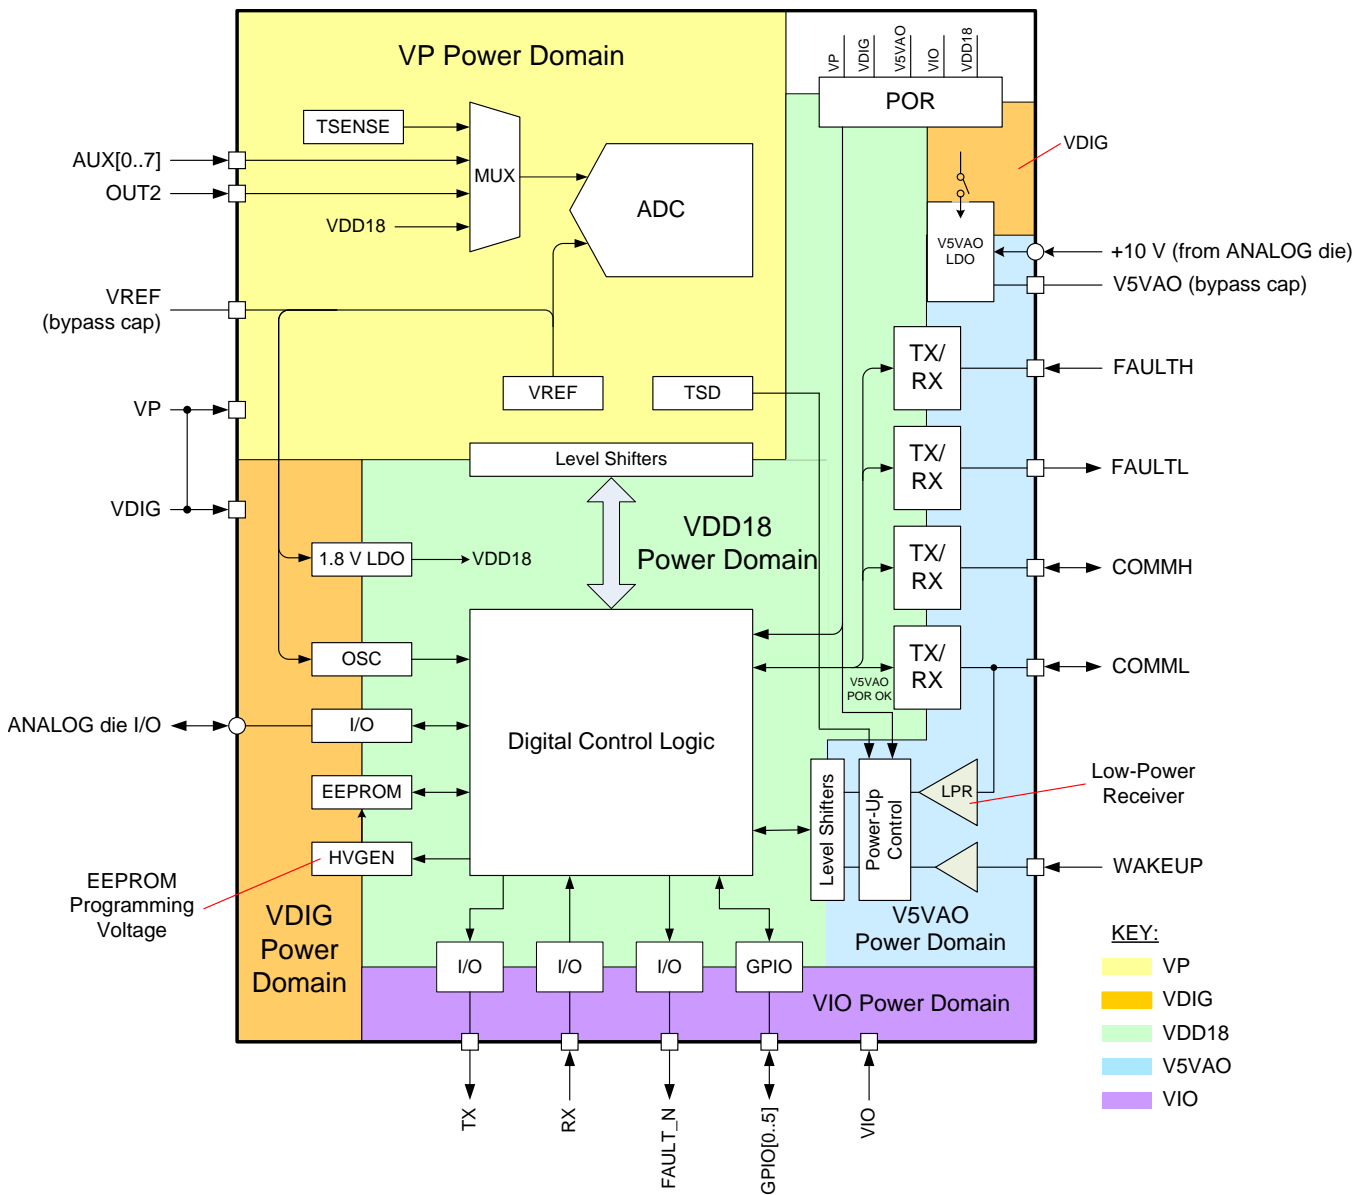 VP Power Domain
VP
VDIG
V5VAO
VIO
VDD18
POR
TSENSE
AUX[0..7]
OUT2
VDD18
MUX
ADC
VDIG
V5VAO
LDO
+10 V (from ANALOG die)
V5VAO (bypass cap)
VREF
(bypass cap)
TX/
RX
FAULTH
VREF
TSD
VP
Level Shifters
TX/
RX
FAULTL
VDIG
VDD18
Power Domain
1.8 V LDO
VDD18
TX/
RX
COMMH
OSC
TX/
RX
COMML
V5VAO
POR OK
ANALOG die I/O
I/O
Digital Control Logic
EEPROM
Level Shifters
Power-Up
Control
LPR
Low-Power
Receiver
HVGEN
WAKEUP
EEPROM
Programming
Voltage
VDIG
Power
Domain
V5VAO
Power Domain
I/O
I/O
I/O
GPIO
VIO Power Domain
TX
RX
FAULT_N
GPIO[0..5]
VIO
KEY:
VP
VDIG
VDD18
V5VAO
VIO